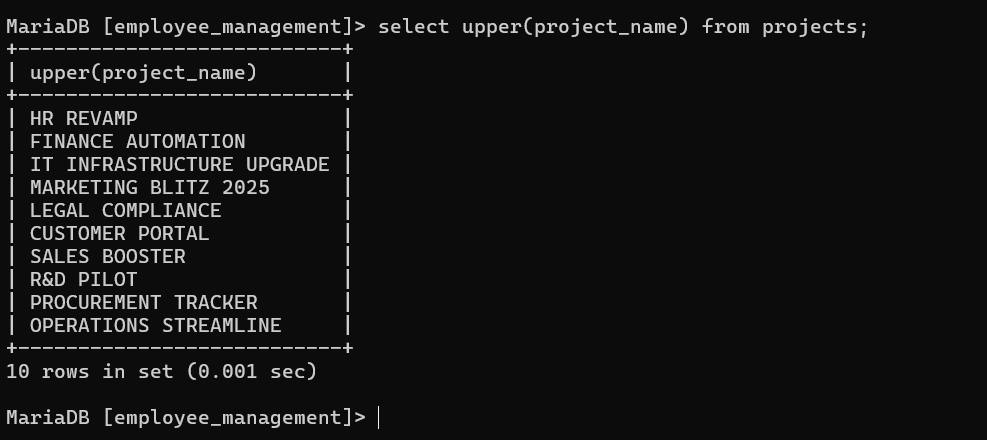 MariaDB [employee_management]> select upper(project_name) from projects;
+---------------------------+
| upper(project_name)       |
+---------------------------+
| HR REVAMP                 |
| FINANCE AUTOMATION        |
| IT INFRASTRUCTURE UPGRADE |
| MARKETING BLITZ 2025      |
| LEGAL COMPLIANCE          |
| CUSTOMER PORTAL           |
| SALES BOOSTER             |
| R&D PILOT                 |
| PROCUREMENT TRACKER       |
| OPERATIONS STREAMLINE     |
+---------------------------+
10 rows in set (0.001 sec)
MariaDB [employee_management]>